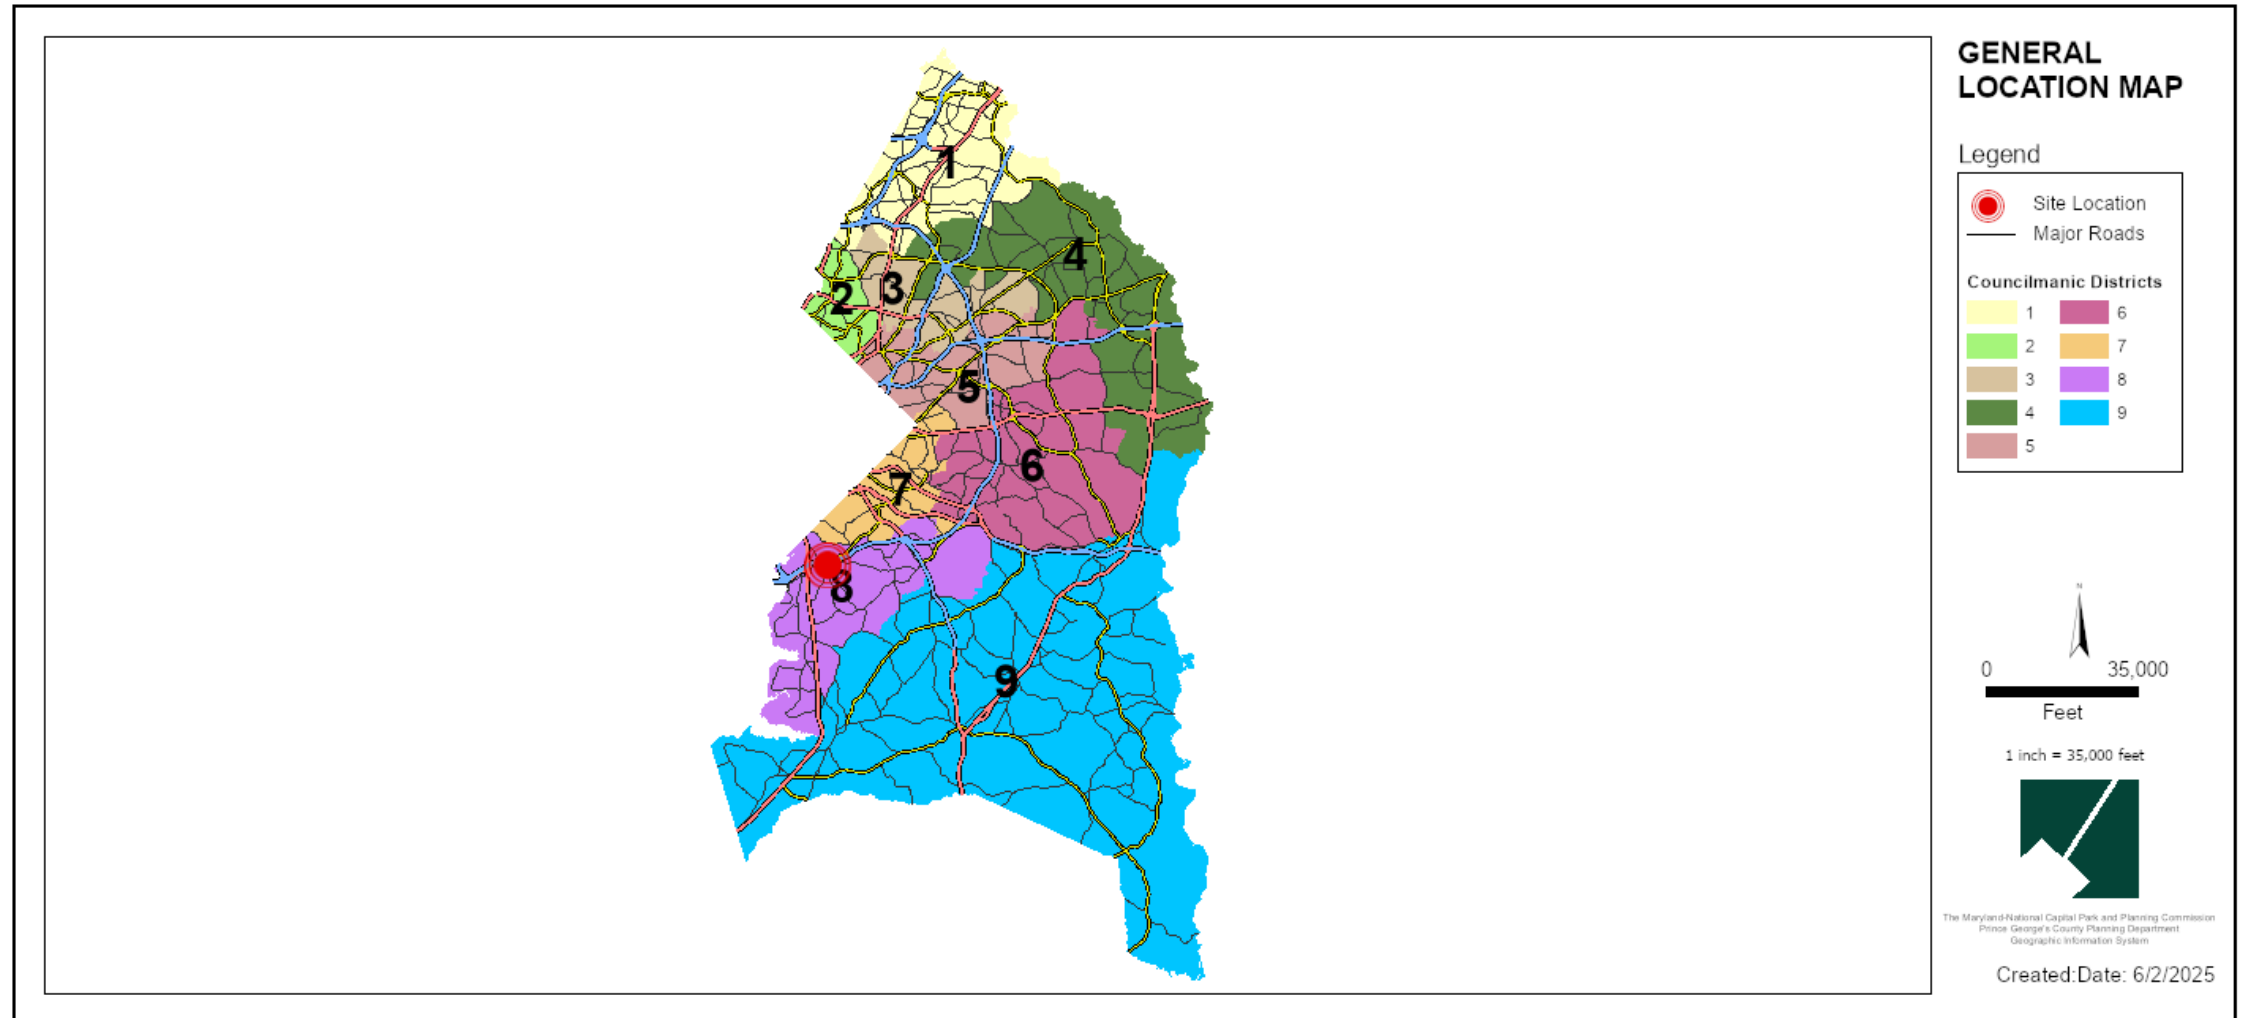 GENERAL
LOCATION MAP
Legend
Site Location
Major Roads
Councilmanic Districts
1 6
2 7
3 8
4 9
5
1
4
3
2
5
6
7
8
9
N
0 35,000
Feet
1 inch = 35,000 feet
The Maryland-National Capital Park and Planning Commission
Prince George's County Planning Department
Geographic Information System
Created:Date: 6/2/2025